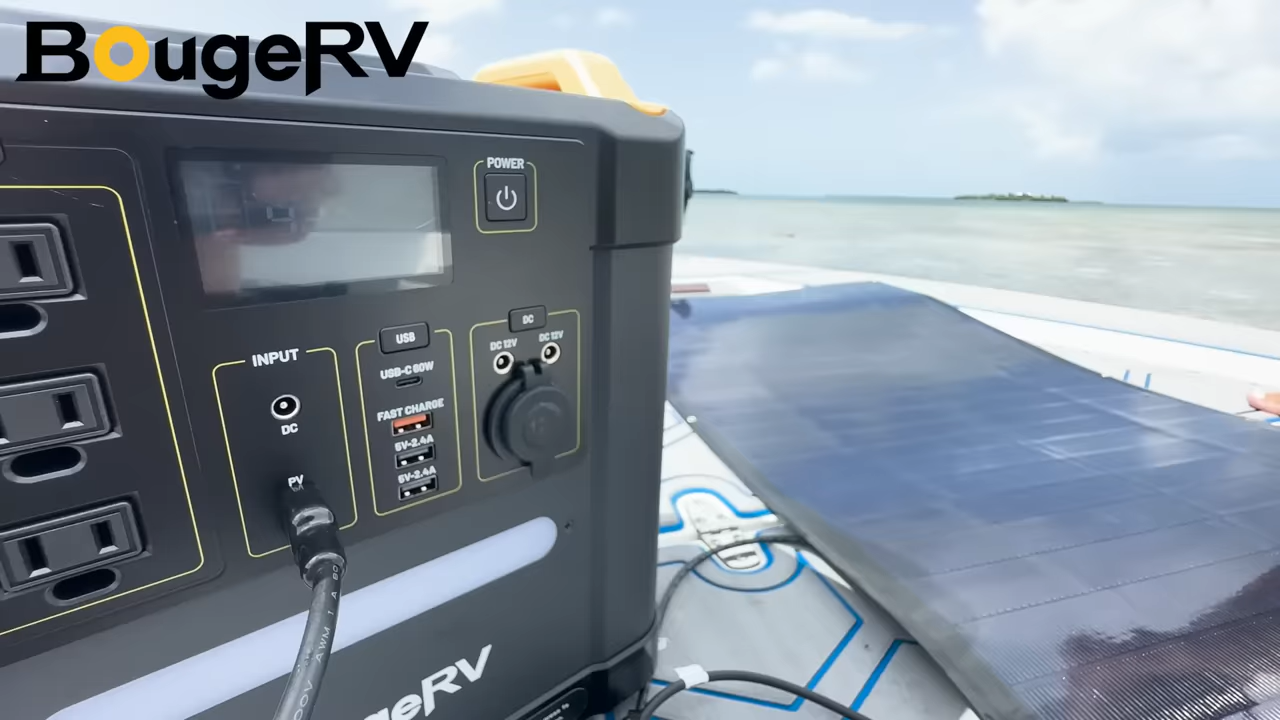 BougeRV
POWER
INPUT
DC
PV
USB
USB-C 60W
FAST CHARGE
5V-2.4A
5V-2.4A
DC
DC 12V
DC 12V
geRV